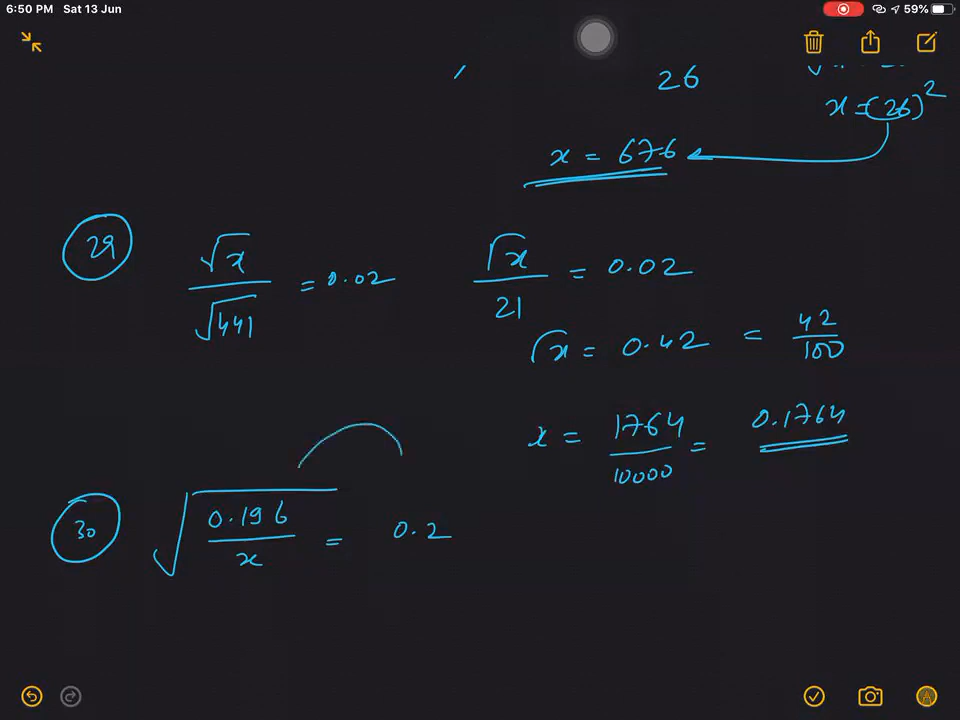 6:50 PM Sat 13 Jun 59%
26
x = (26)²
x = 676
29
√x / √441 = 0.02
√x / 21 = 0.02
√x = 0.42 = 42/100
x = 1764/10000 = 0.1764
30
√(0.196/x) = 0.2